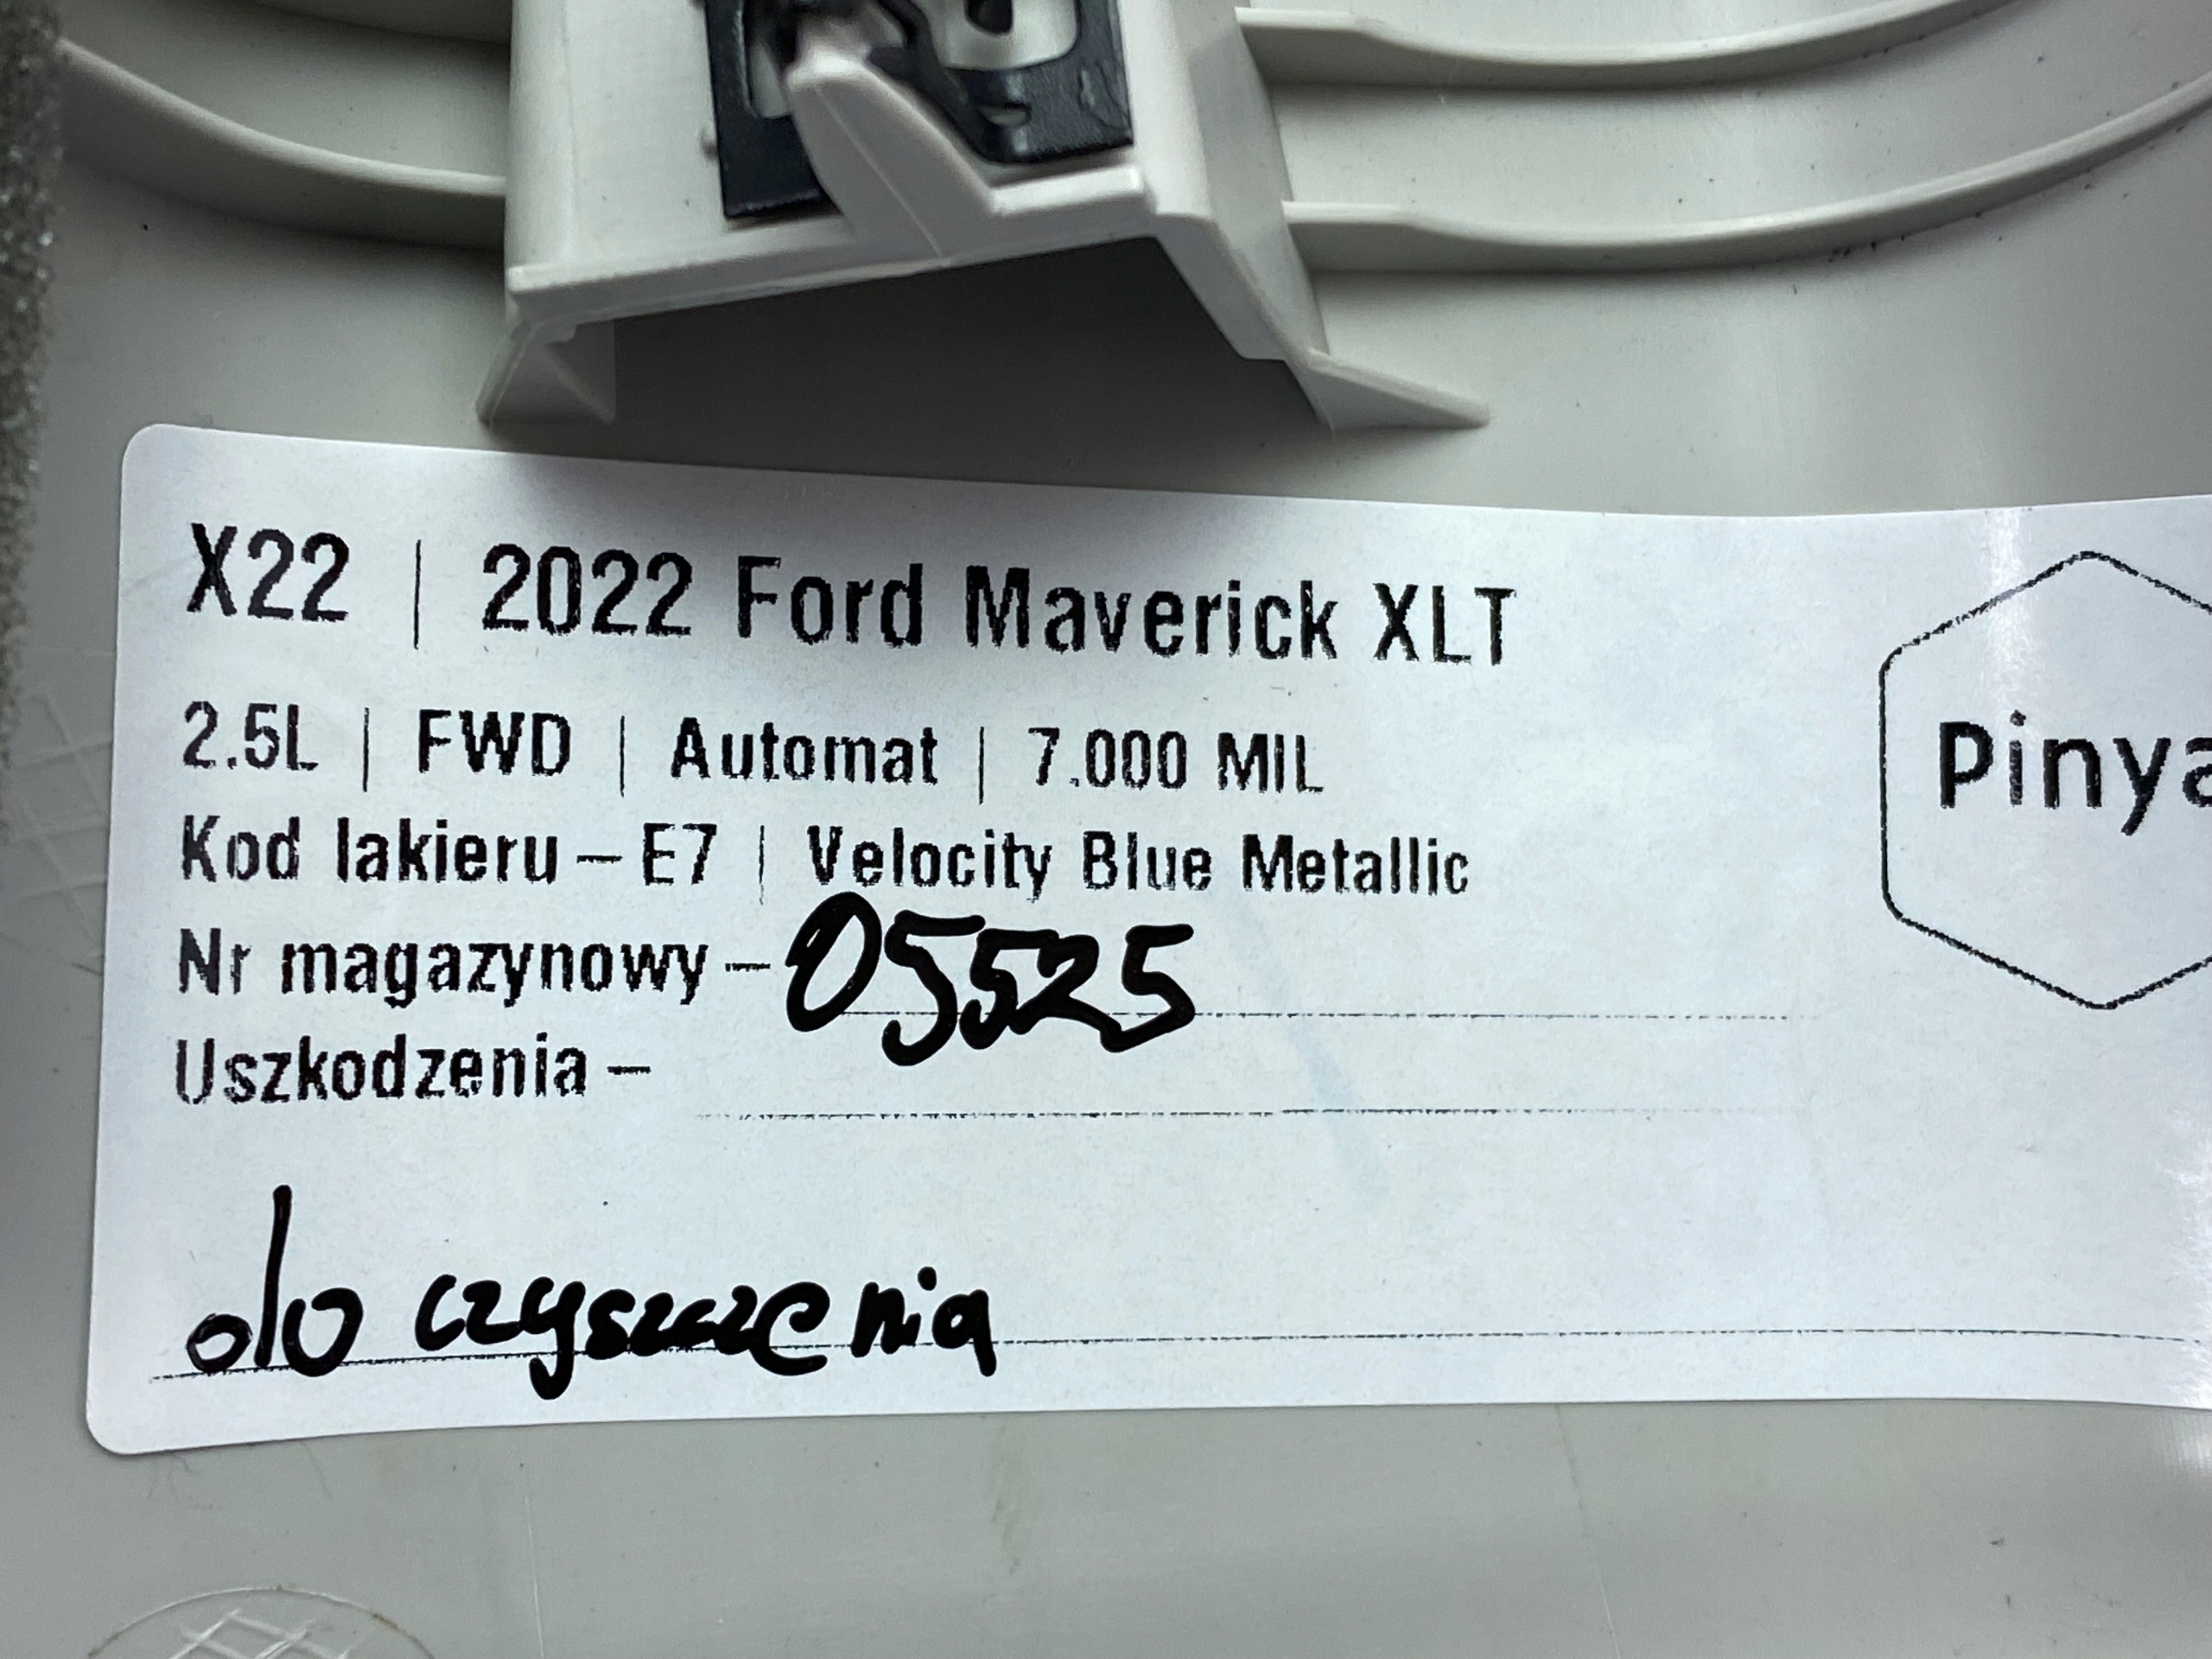 X22 | 2022 Ford Maverick XLT
2.5L | FWD | Automat | 7.000 MIL
Kod lakieru – E7 | Velocity Blue Metallic
Nr magazynowy – 05525
Uszkodzenia –
do czyszczenia
Pinya